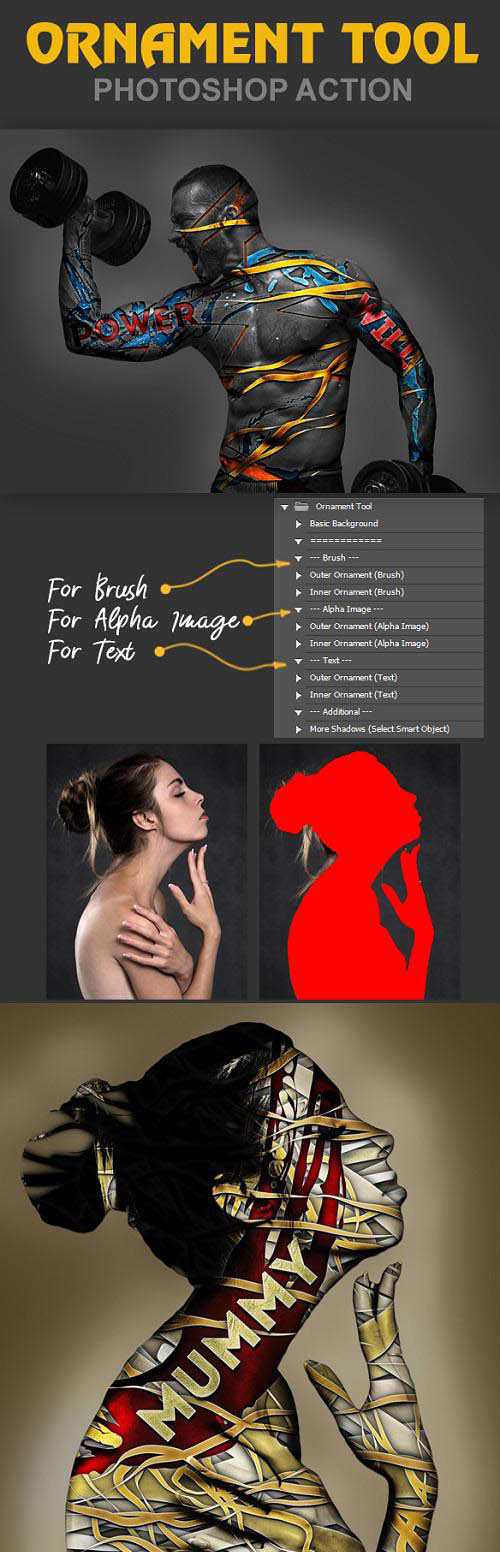 ORNAMENT TOOL
PHOTOSHOP ACTION
POWER
WILL
Ornament Tool
Basic Background
============
--- Brush ---
Outer Ornament (Brush)
Inner Ornament (Brush)
--- Alpha Image ---
Outer Ornament (Alpha Image)
Inner Ornament (Alpha Image)
--- Text ---
Outer Ornament (Text)
Inner Ornament (Text)
--- Additional ---
More Shadows (Select Smart Object)
For Brush
For Alpha Image
For Text
MUMMY